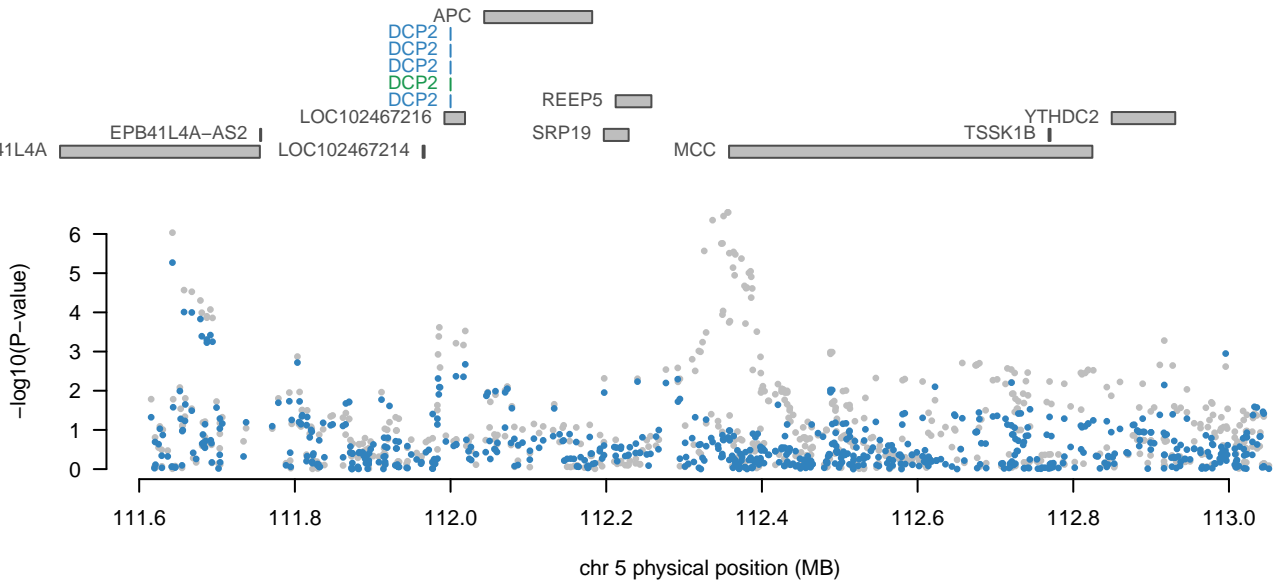 APC
DCP2
DCP2
DCP2
DCP2
DCP2 REEP5
LOC102467216 YTHDC2
EPB41L4A−AS2 SRP19 TSSK1B
41L4A LOC102467214 MCC
−log10(P−value)
6
5
4
3
2
1
0
111.6 111.8 112.0 112.2 112.4 112.6 112.8 113.0
chr 5 physical position (MB)